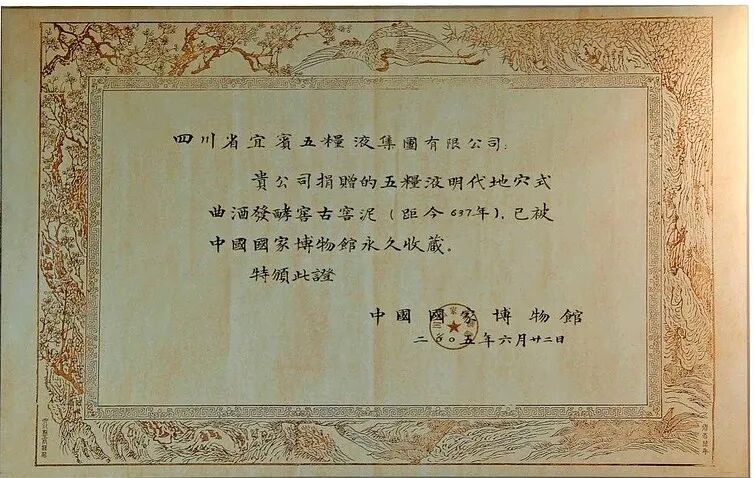 四川省宜賓五糧液集團有限公司:
貴公司捐贈的五糧液明代地穴式
曲酒發酵窖古窖泥(距今637年),已被
中國國家博物館永久收藏。
特頒此證
中國國家博物館
二00五年六月廿二日